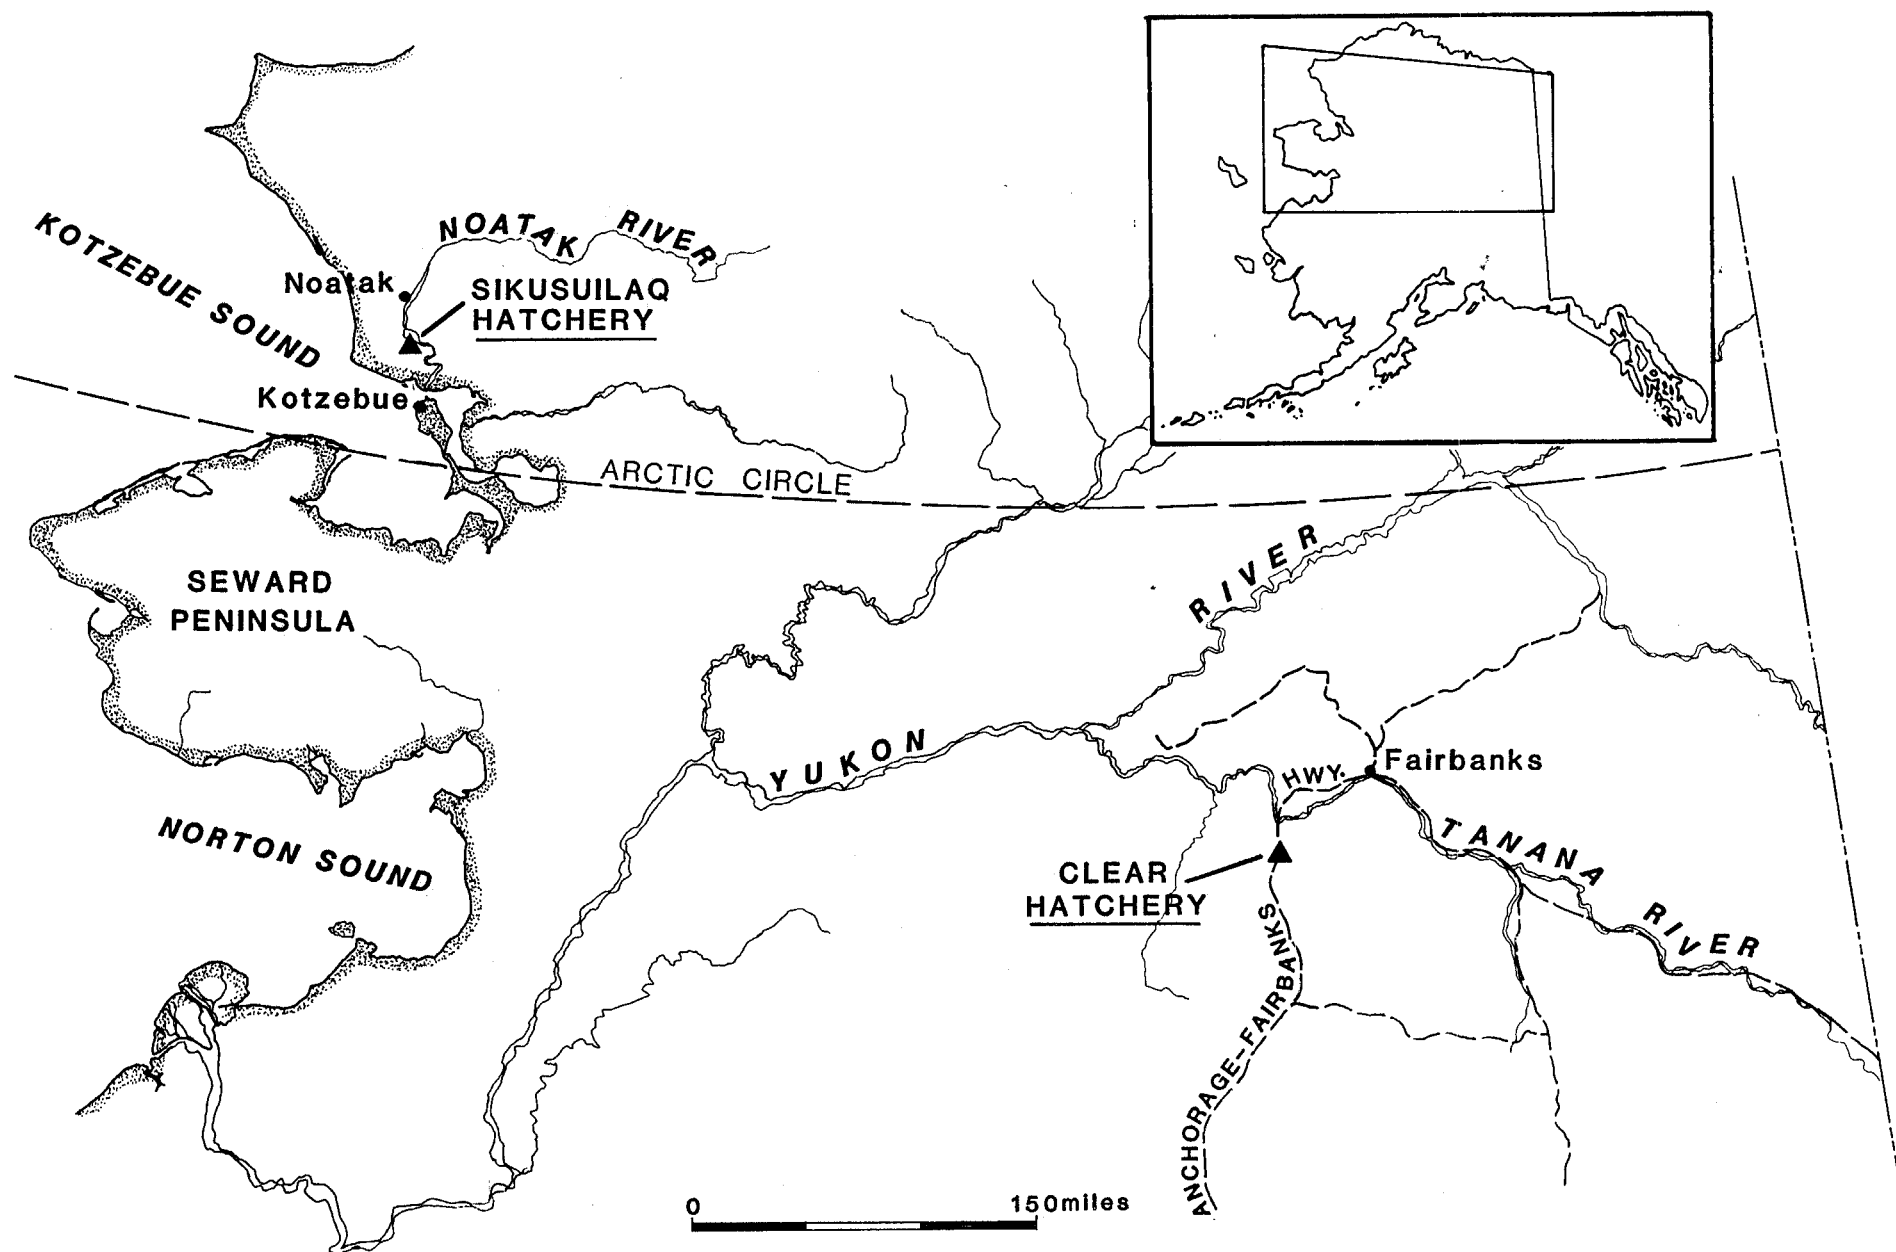 NOATAK RIVER
KOTZEBUE SOUND
Noatak
SIKUSUILAQ
HATCHERY
Kotzebue
ARCTIC CIRCLE
RIVER
SEWARD
PENINSULA
YUKON
HWY.
Fairbanks
NORTON SOUND
TANANA RIVER
CLEAR
HATCHERY
ANCHORAGE-FAIRBANKS
0 150miles